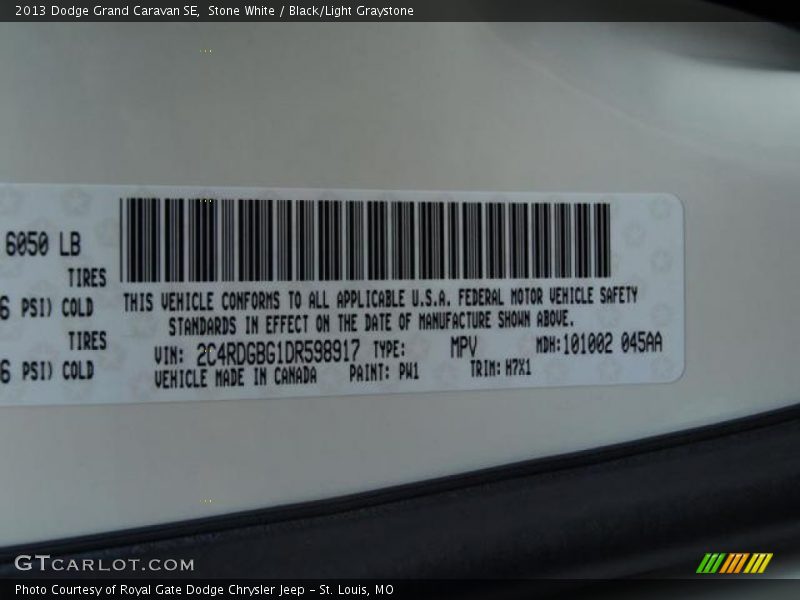 2013 Dodge Grand Caravan SE,  Stone White / Black/Light Graystone
6050 LB
TIRES
6 PSI) COLD
THIS VEHICLE CONFORMS TO ALL APPLICABLE U.S.A. FEDERAL MOTOR VEHICLE SAFETY
STANDARDS IN EFFECT ON THE DATE OF MANUFACTURE SHOWN ABOVE.
TIRES
VIN: 2C4RDGBG1DR598917 TYPE: MPV MDH:101002 045AA
6 PSI) COLD
VEHICLE MADE IN CANADA PAINT: PW1 TRIM: H7X1
GTCARLOT.COM
Photo Courtesy of Royal Gate Dodge Chrysler Jeep - St. Louis, MO